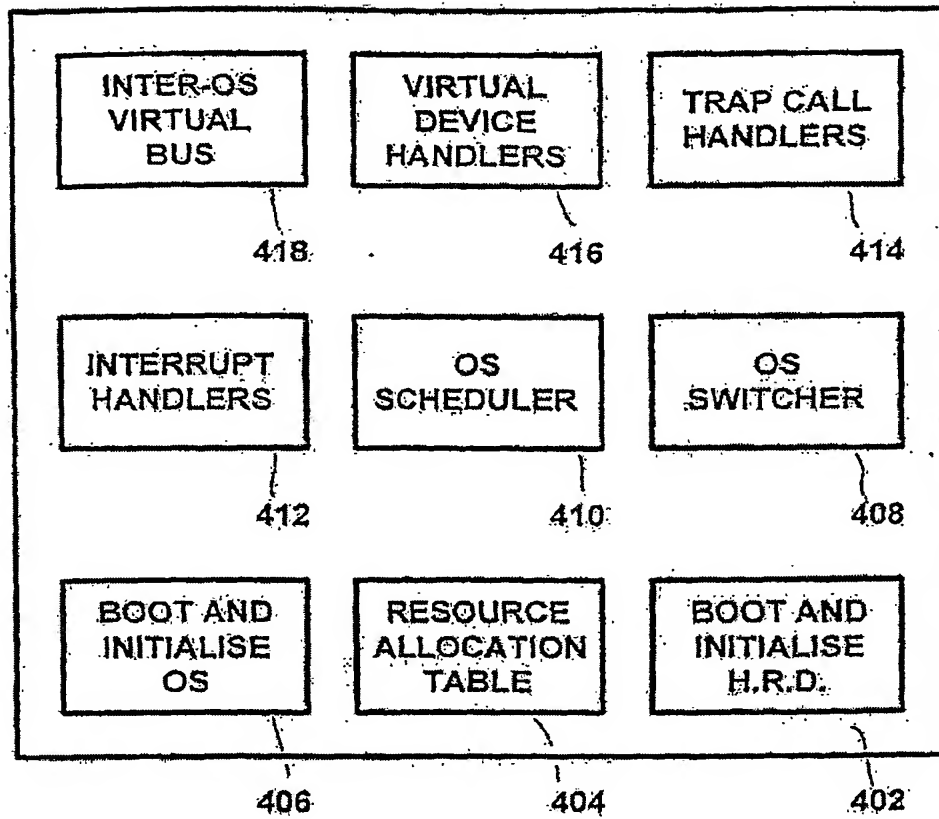 INTER-OS
VIRTUAL
BUS
418
VIRTUAL
DEVICE
HANDLERS
416
TRAP CALL
HANDLERS
414
INTERRUPT
HANDLERS
412
OS
SCHEDULER
410
OS
SWITCHER
408
BOOT AND
INITIALISE
OS
406
RESOURCE
ALLOCATION
TABLE
404
BOOT AND
INITIALISE
H.R.D.
402